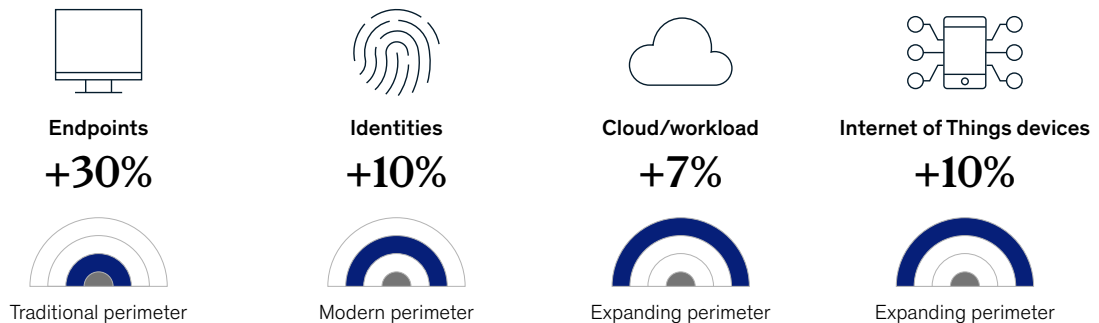 Endpoints
+30%
Traditional perimeter
Identities
+10%
Modern perimeter
Cloud/workload
+7%
Expanding perimeter
Internet of Things devices
+10%
Expanding perimeter